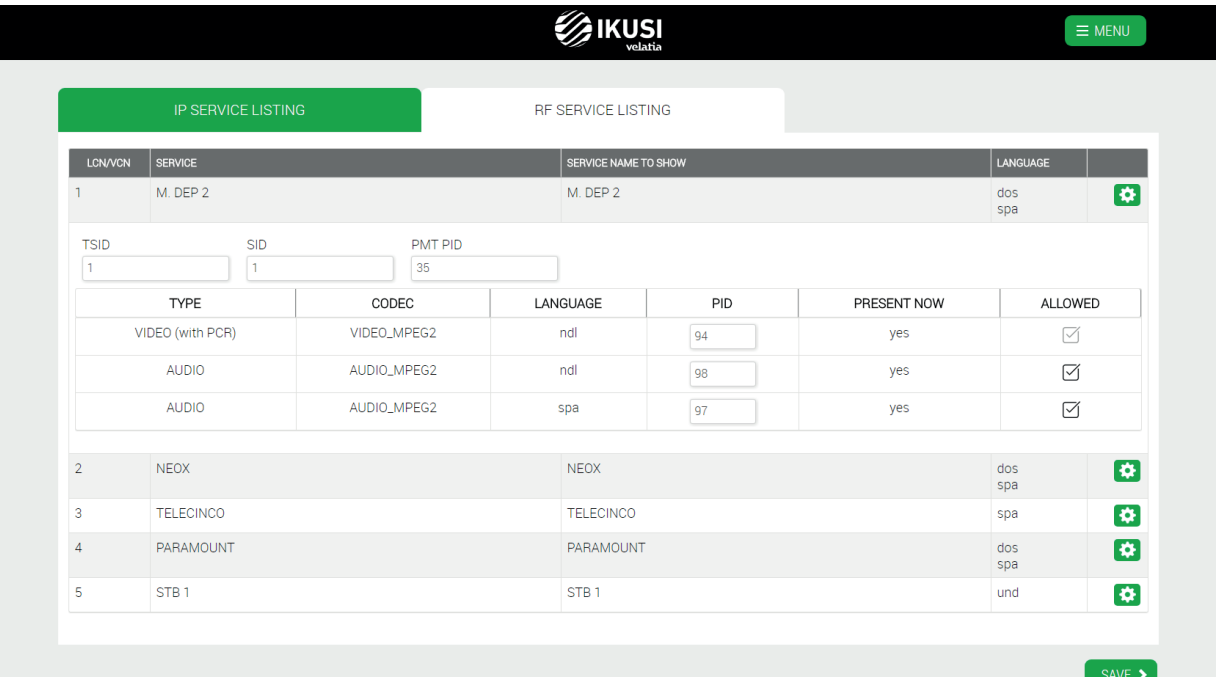 IKUSI
velatia
MENU
IP SERVICE LISTING RF SERVICE LISTING
LCN/VCN SERVICE SERVICE NAME TO SHOW LANGUAGE
1 M. DEP 2 M. DEP 2 dos
spa
TSID SID PMT PID
1 1 35
TYPE CODEC LANGUAGE PID PRESENT NOW ALLOWED
VIDEO (with PCR) VIDEO_MPEG2 ndl 94 yes
AUDIO AUDIO_MPEG2 ndl 98 yes
AUDIO AUDIO_MPEG2 spa 97 yes
2 NEOX NEOX dos
spa
3 TELECINCO TELECINCO spa
4 PARAMOUNT PARAMOUNT dos
spa
5 STB 1 STB 1 und
SAVE